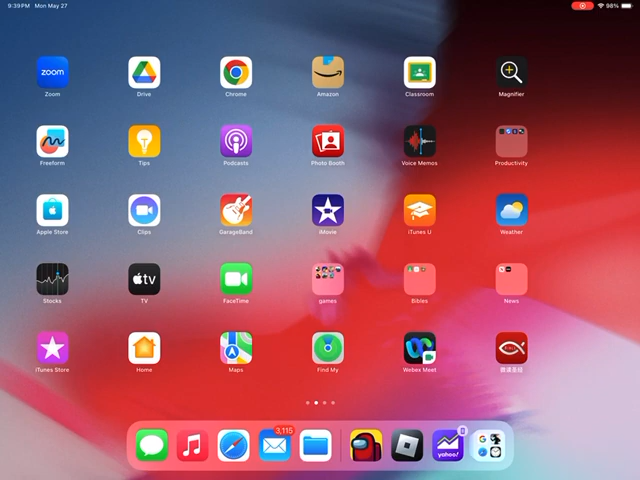 9:39 PM Mon May 27
98%
zoom
Zoom
Drive
Chrome
Amazon
Classroom
Magnifier
Freeform
Tips
Podcasts
Photo Booth
Voice Memos
Productivity
Apple Store
Clips
GarageBand
iMovie
iTunes U
Weather
Stocks
tv
TV
FaceTime
games
Bibles
News
iTunes Store
Home
Maps
Find My
Webex Meet
3,115
yahoo!
G